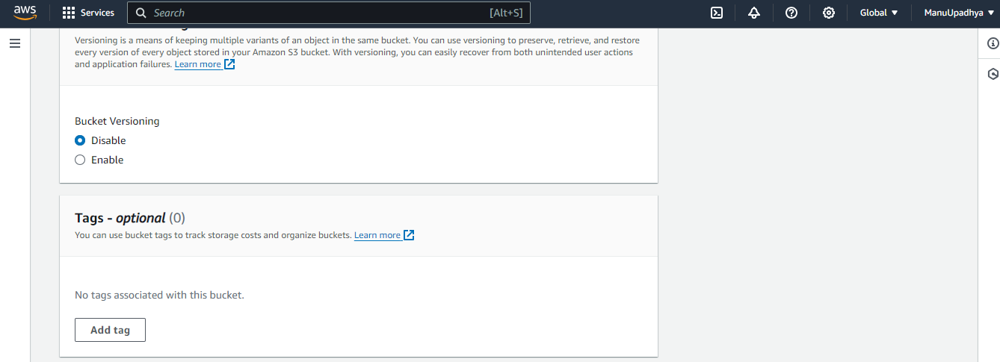 aws Services Search [Alt+S] Global ManuUpadhya
Versioning is a means of keeping multiple variants of an object in the same bucket. You can use versioning to preserve, retrieve, and restore
every version of every object stored in your Amazon S3 bucket. With versioning, you can easily recover from both unintended user actions
and application failures. Learn more
Bucket Versioning
Disable
Enable
Tags - optional (0)
You can use bucket tags to track storage costs and organize buckets. Learn more
No tags associated with this bucket.
Add tag